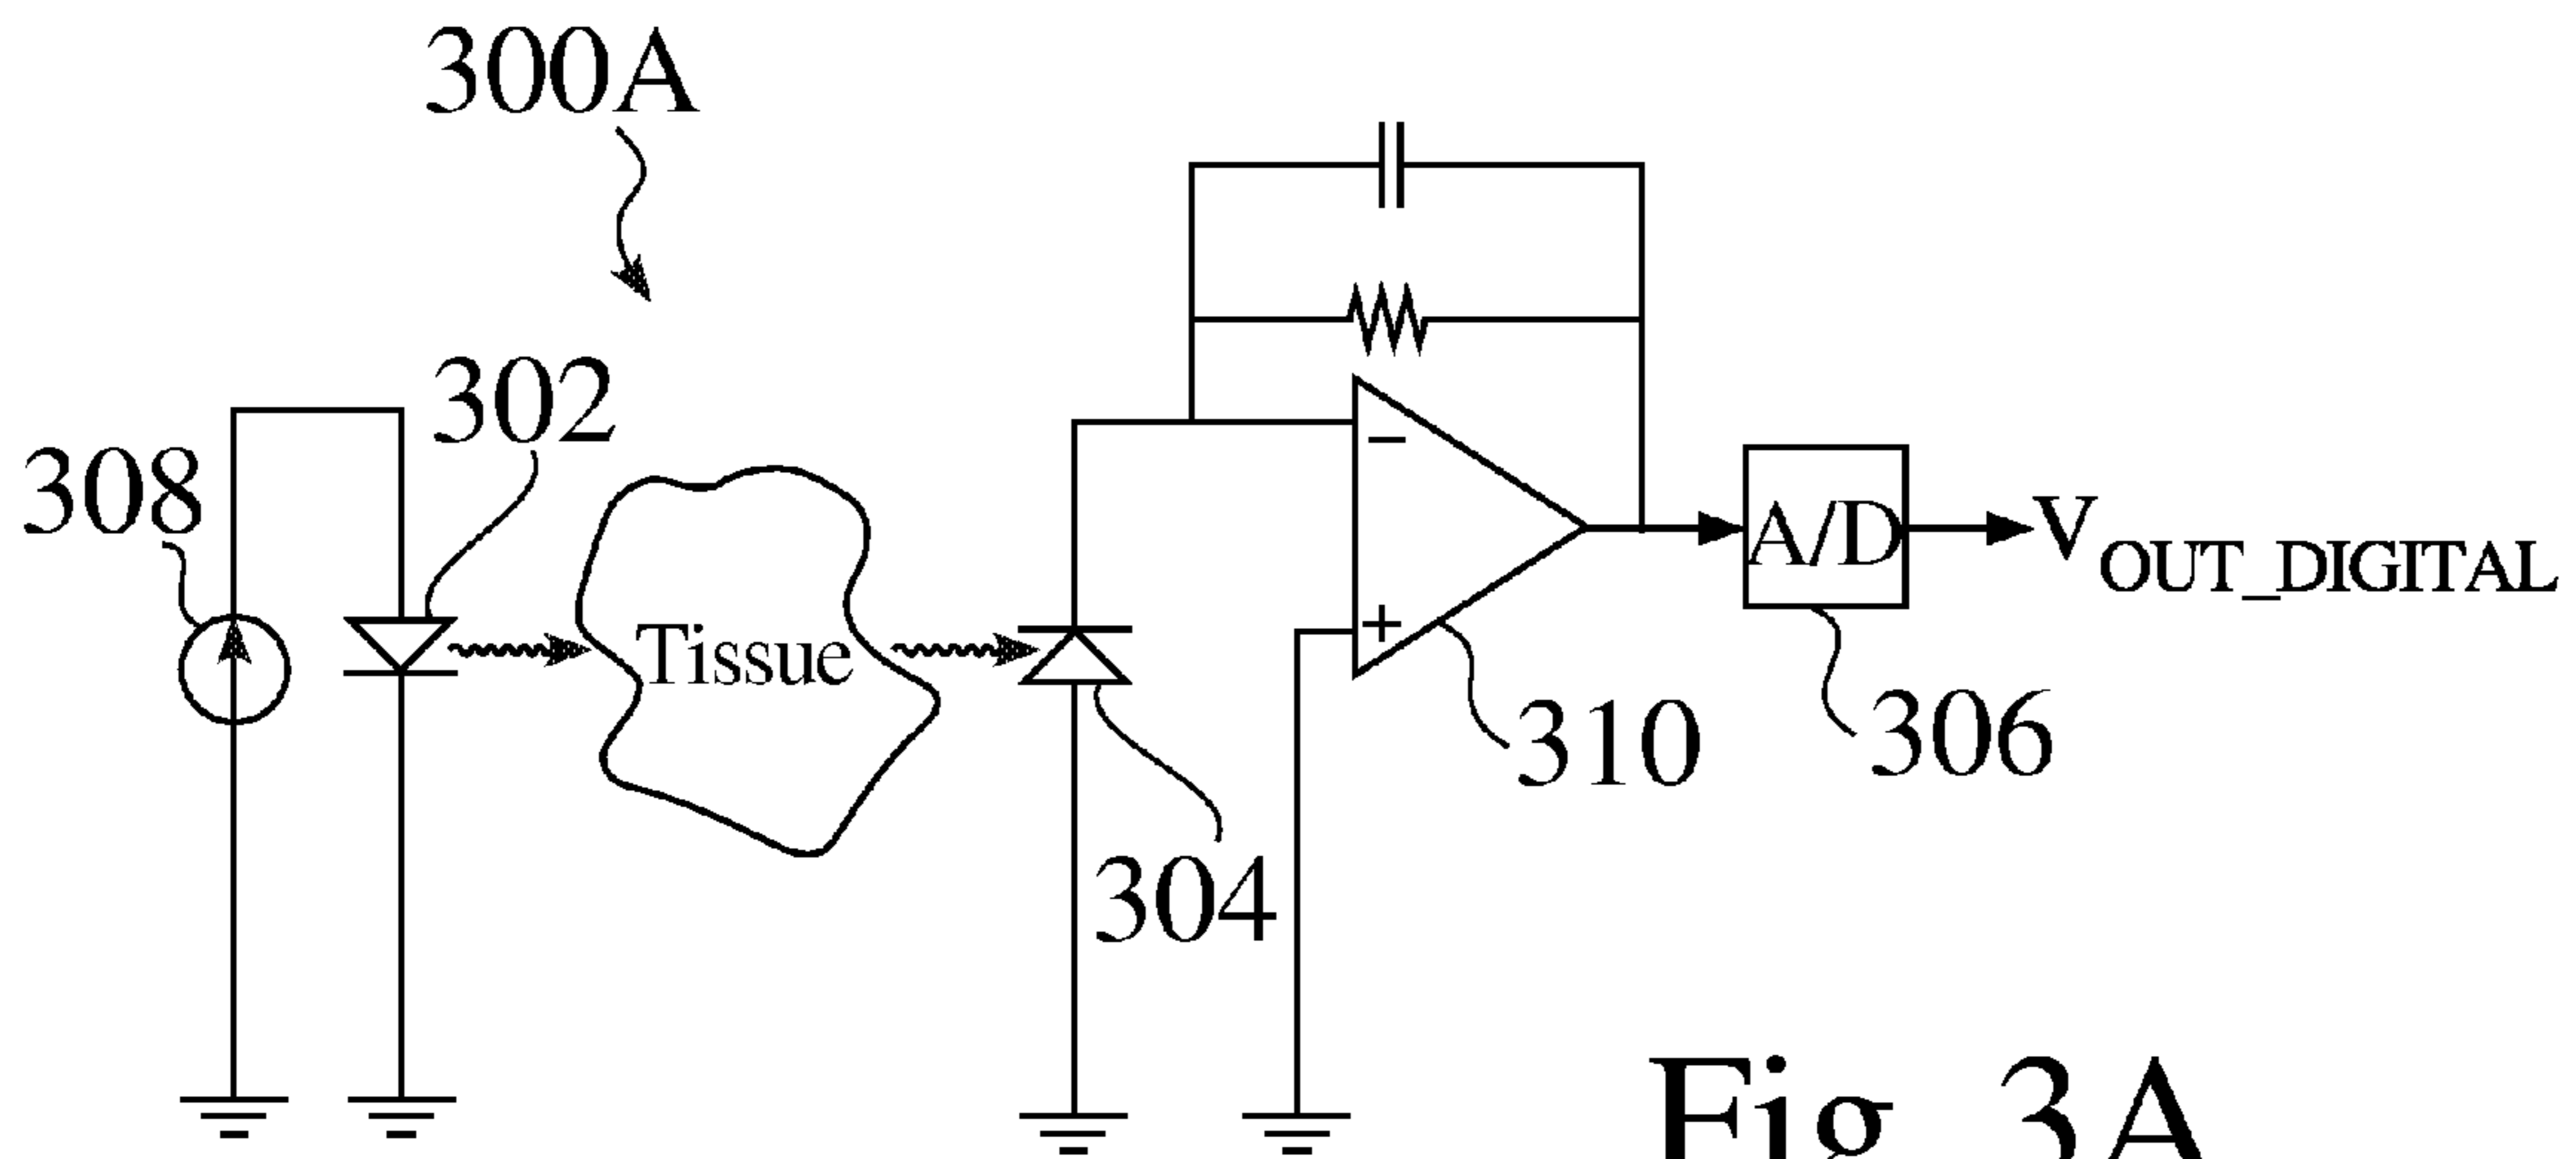 300A
302
308
Tissue
−
+
A/D
V OUT_DIGITAL
310
306
304
Fig. 3A